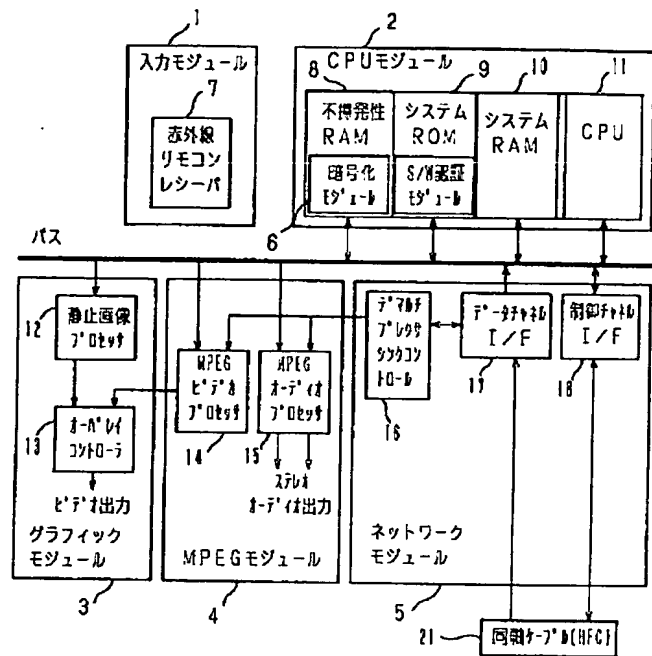 1
入力モジュール
7
赤外線
リモコン
レシーバ
2
CPUモジュール
8
不揮発性
RAM
暗号化
モジュール
6
9
システム
ROM
S/W認証
モジュール
10
システム
RAM
11
CPU
バス
12
静止画像
プロセッサ
13
オーバレイ
コントローラ
ビデオ出力
グラフィック
モジュール
3
MPEG
ビデオ
プロセッサ
14
MPEG
オーディオ
プロセッサ
15
ステレオ
オーディオ出力
MPEGモジュール
4
デマルチ
プレクサ
シンクコン
トロール
16
データチャネル
I/F
17
制御チャネル
I/F
18
ネットワーク
モジュール
5
21
同軸ケーブル(HFC)